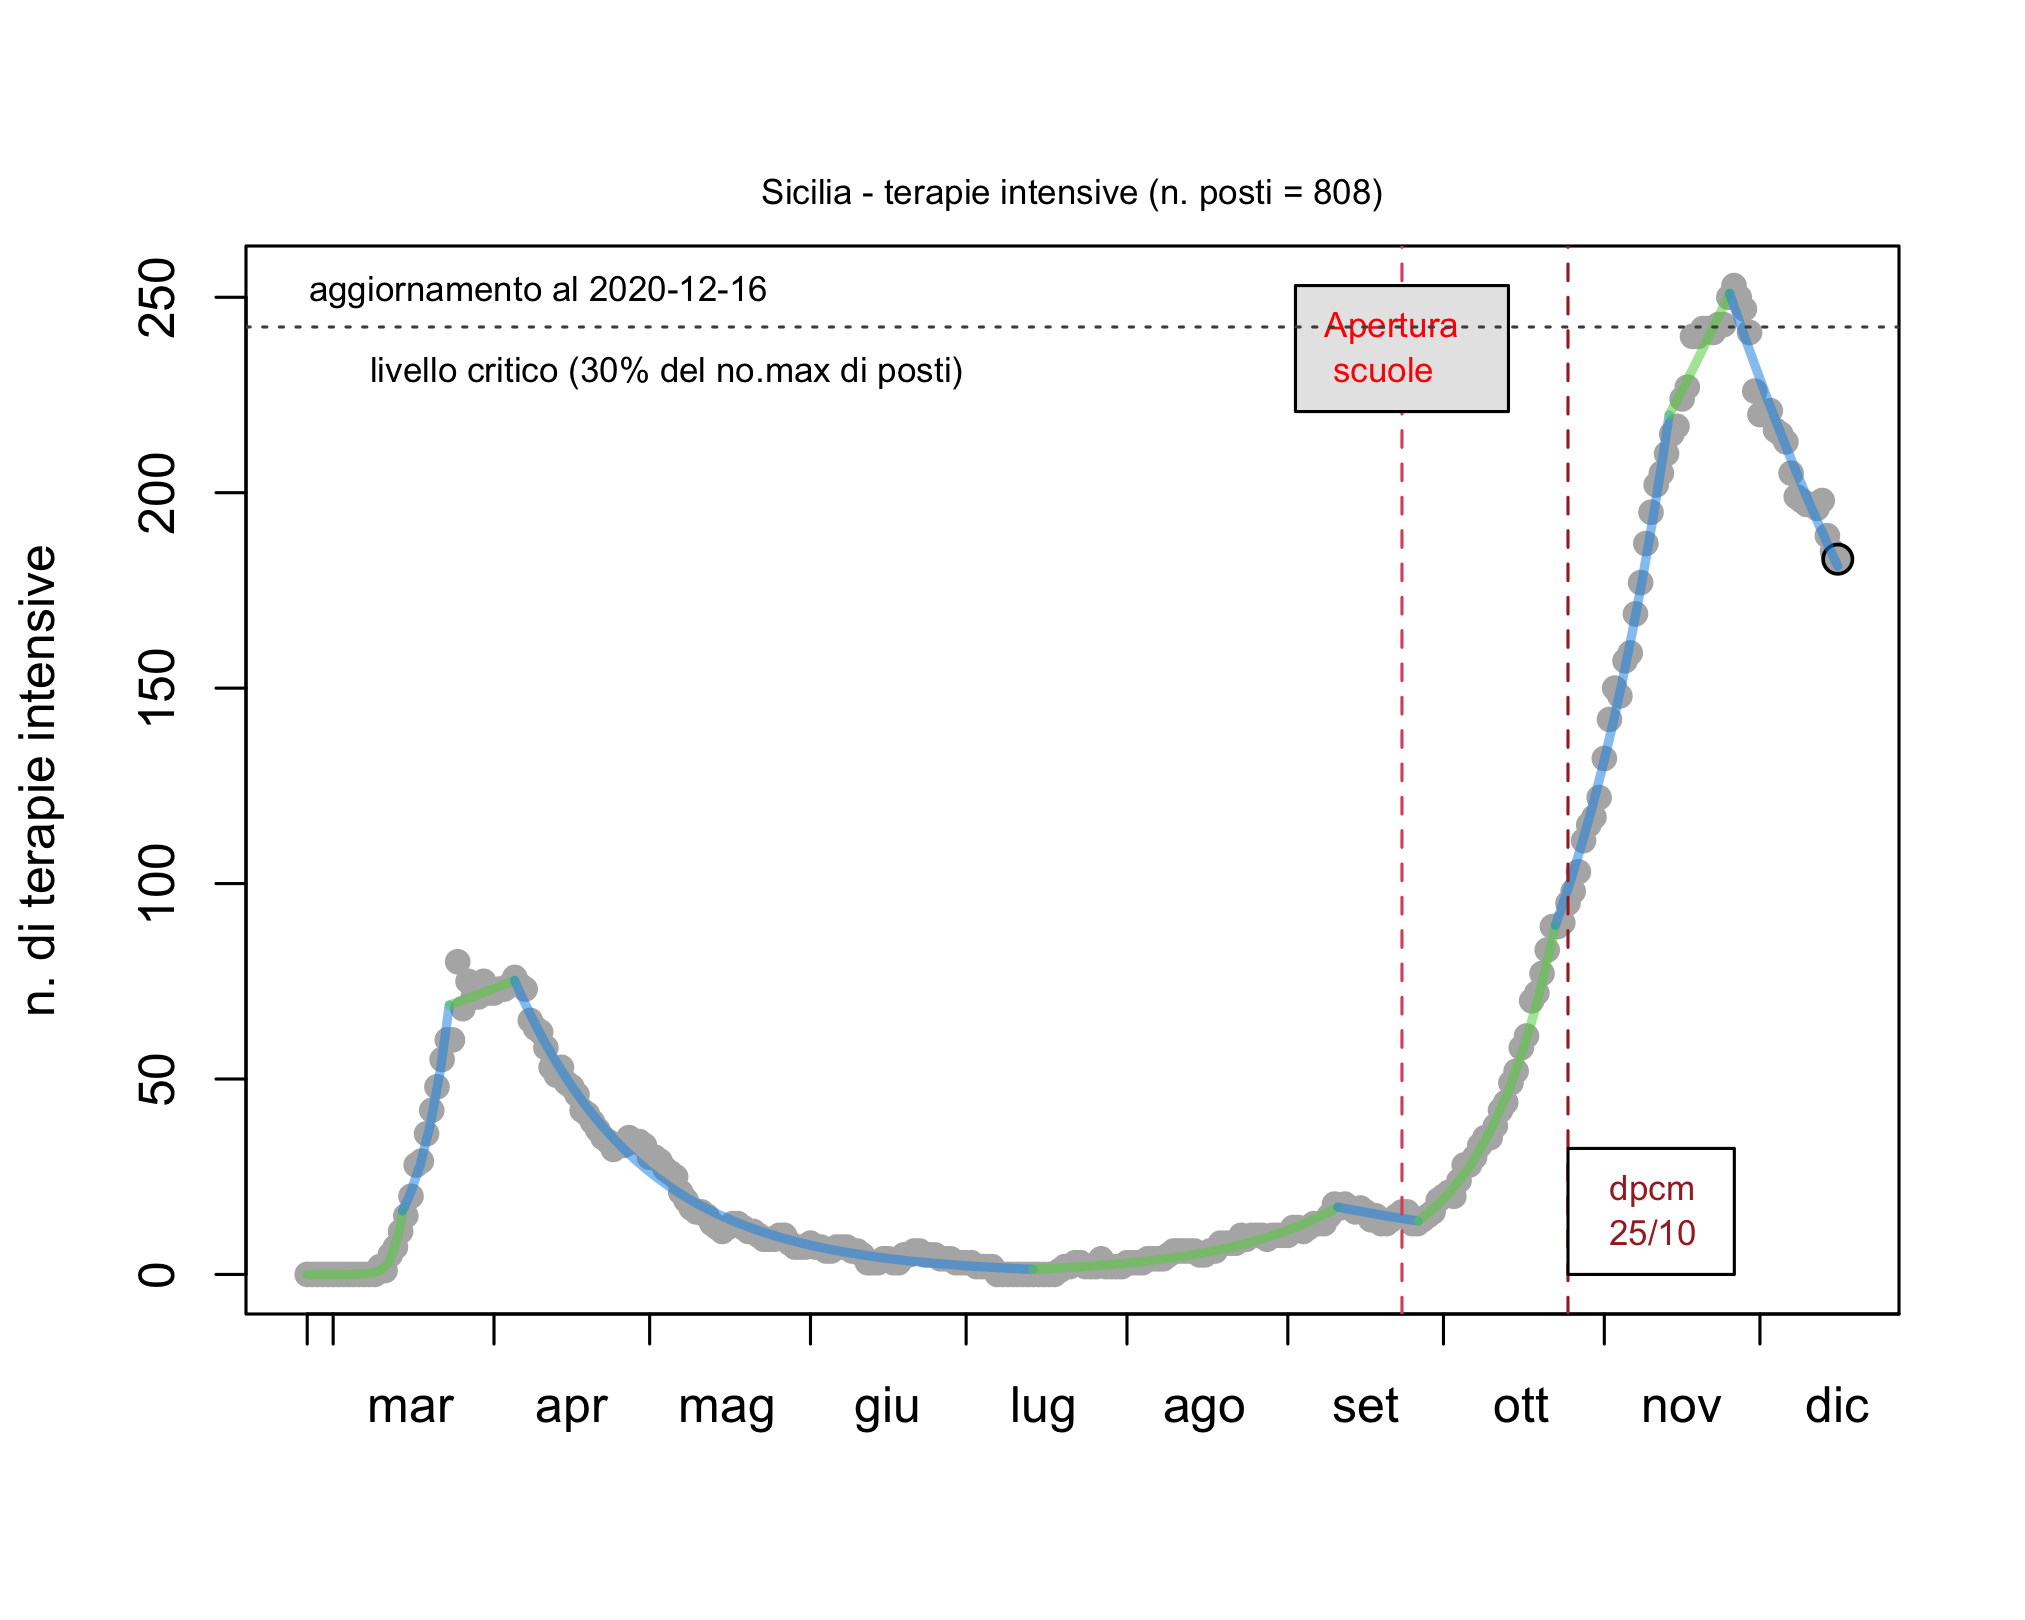 Sicilia - terapie intensive (n. posti = 808)
aggiornamento al 2020-12-16
livello critico (30% del no.max di posti)
Apertura
scuole
dpcm
25/10
n. di terapie intensive
250
200
150
100
50
0
mar apr mag giu lug ago set ott nov dic